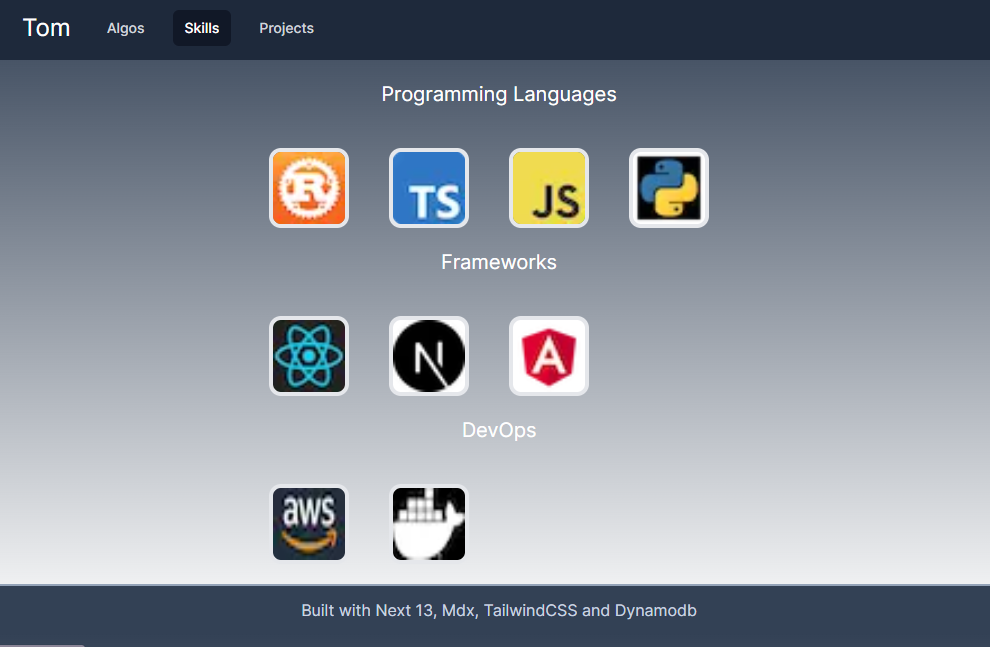 Tom Algos Skills Projects
Programming Languages
R TS JS
Frameworks
N A
DevOps
aws
Built with Next 13, Mdx, TailwindCSS and Dynamodb